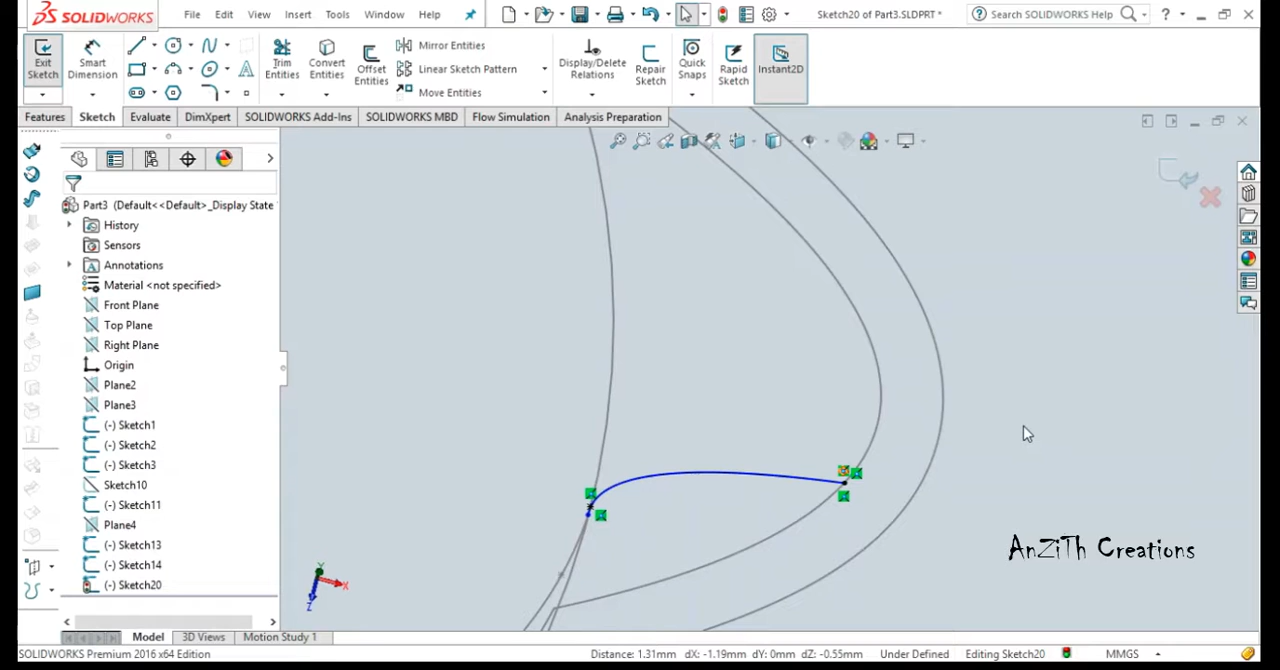 SOLIDWORKS File Edit View Insert Tools Window Help Sketch20 of Part3.SLDPRT * Search SOLIDWORKS Help
Exit Sketch Smart Dimension Trim Entities Convert Entities Offset Entities Mirror Entities Linear Sketch Pattern Move Entities Display/Delete Relations Repair Sketch Quick Snaps Rapid Sketch Instant2D
Features Sketch Evaluate DimXpert SOLIDWORKS Add-Ins SOLIDWORKS MBD Flow Simulation Analysis Preparation
Part3 (Default<<Default>_Display State
History
Sensors
Annotations
Material <not specified>
Front Plane
Top Plane
Right Plane
Origin
Plane2
Plane3
(-) Sketch1
(-) Sketch2
(-) Sketch3
Sketch10
(-) Sketch11
Plane4
(-) Sketch13
(-) Sketch14
(-) Sketch20
AnZiTh Creations
Y
X
Z
Model 3D Views Motion Study 1
SOLIDWORKS Premium 2016 x64 Edition Distance: 1.31mm dX: -1.19mm dY: 0mm dZ: -0.55mm Under Defined Editing Sketch20 MMGS